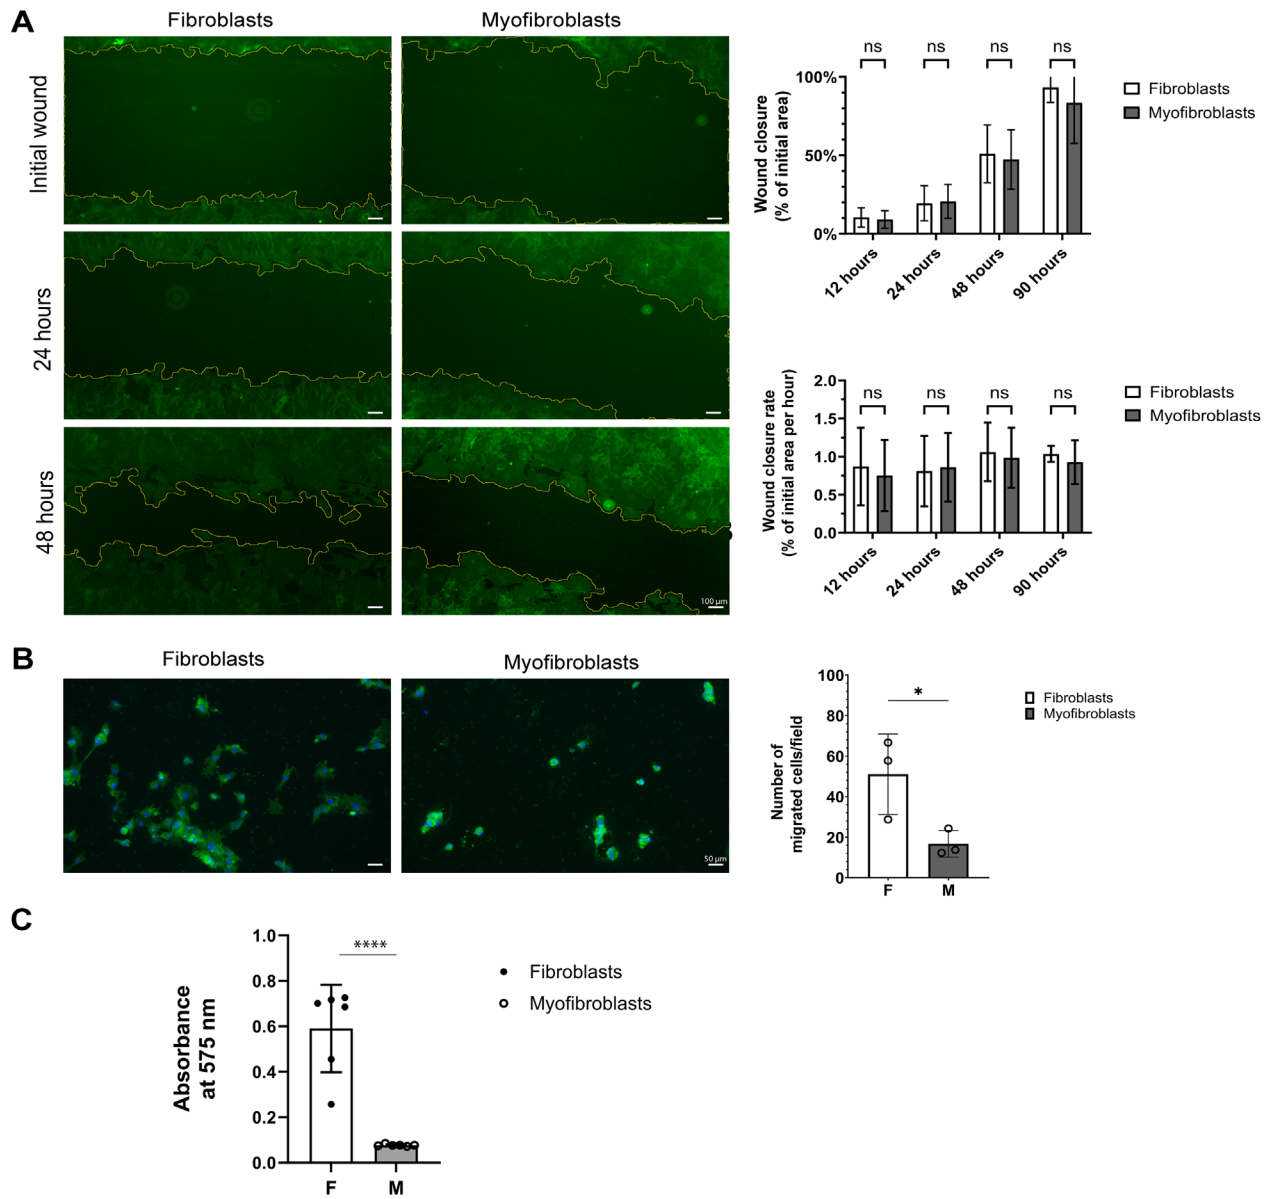 A
Fibroblasts
Myofibroblasts
Initial wound
24 hours
48 hours
100 µm
Wound closure
(% of initial area)
100%
50%
0%
ns
ns
ns
ns
12 hours
24 hours
48 hours
90 hours
Fibroblasts
Myofibroblasts
Wound closure rate
(% of initial area per hour)
2.0
1.5
1.0
0.5
0.0
ns
ns
ns
ns
12 hours
24 hours
48 hours
90 hours
Fibroblasts
Myofibroblasts
B
Fibroblasts
Myofibroblasts
50 µm
Number of
migrated cells/field
100
80
60
40
20
0
*
F
M
Fibroblasts
Myofibroblasts
C
Absorbance
at 575 nm
1.0
0.8
0.6
0.4
0.2
0.0
****
F
M
Fibroblasts
Myofibroblasts